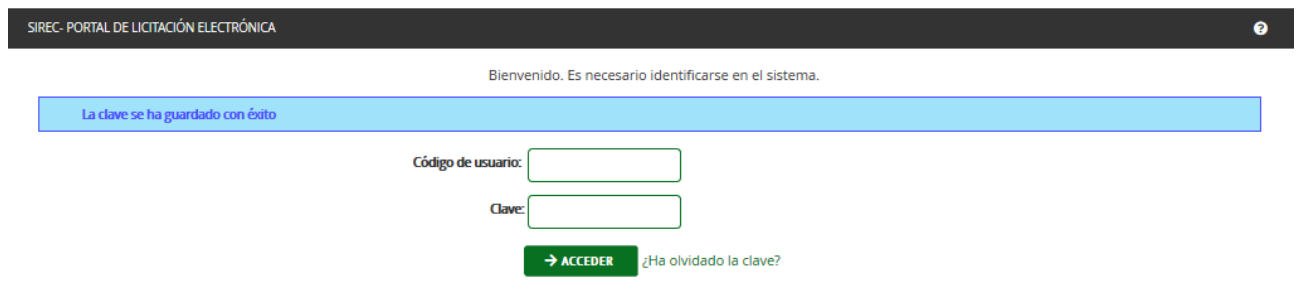 SIREC- PORTAL DE LICITACIÓN ELECTRÓNICA
Bienvenido. Es necesario identificarse en el sistema.
La clave se ha guardado con éxito
Código de usuario:
Clave:
ACCEDER ¿Ha olvidado la clave?